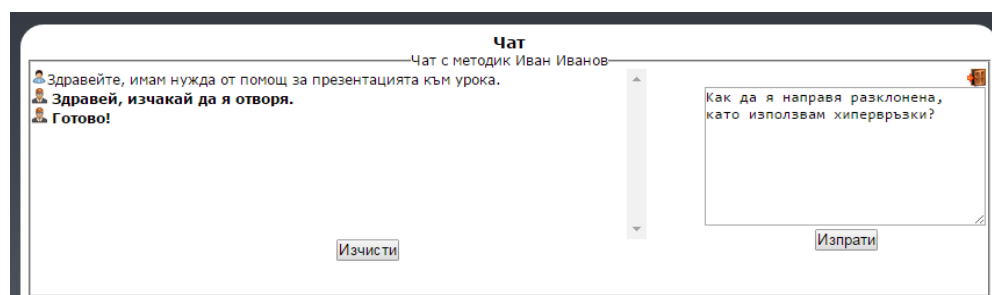 Чат
Чат с методик Иван Иванов
Здравейте, имам нужда от помощ за презентацията към урока.
Здравей, изчакай да я отворя.
Готово!
Как да я направя разклонена,
като използвам хипервръзки?
Изчисти
Изпрати